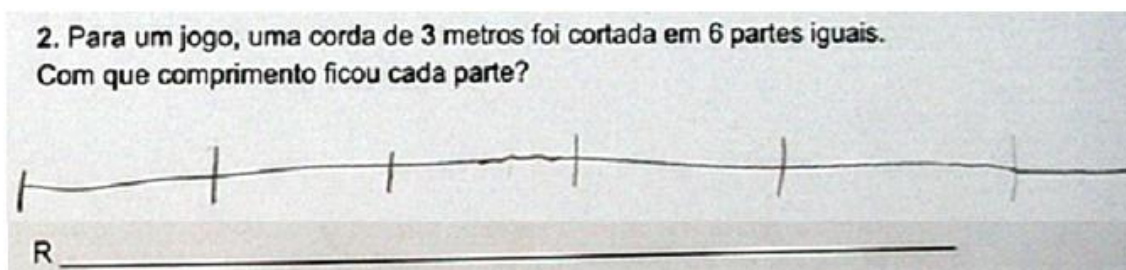 2. Para um jogo, uma corda de 3 metros foi cortada em 6 partes iguais.
Com que comprimento ficou cada parte?
R